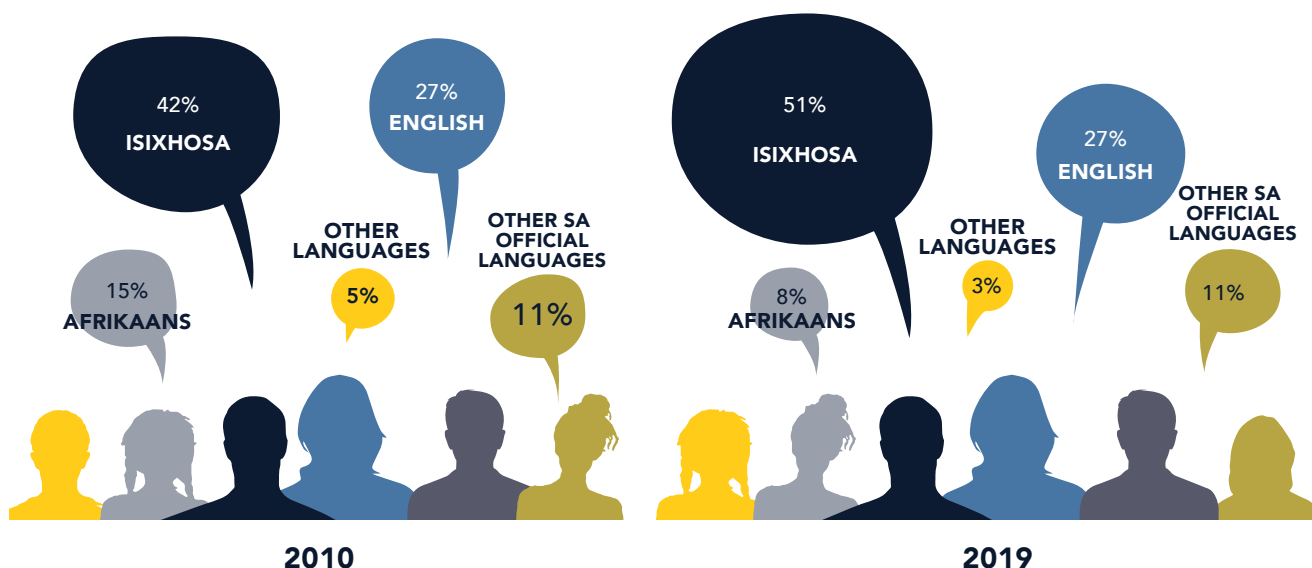 42%
ISIXHOSA
27%
ENGLISH
OTHER
LANGUAGES
5%
OTHER SA
OFFICIAL
LANGUAGES
11%
15%
AFRIKAANS
2010
51%
ISIXHOSA
27%
ENGLISH
OTHER
LANGUAGES
3%
OTHER SA
OFFICIAL
LANGUAGES
11%
8%
AFRIKAANS
2019